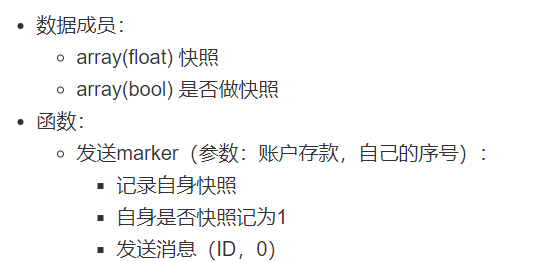 数据成员：
array(float) 快照
array(bool) 是否做快照
函数：
发送marker（参数：账户存款，自己的序号）：
记录自身快照
自身是否快照记为1
发送消息（ID，0）